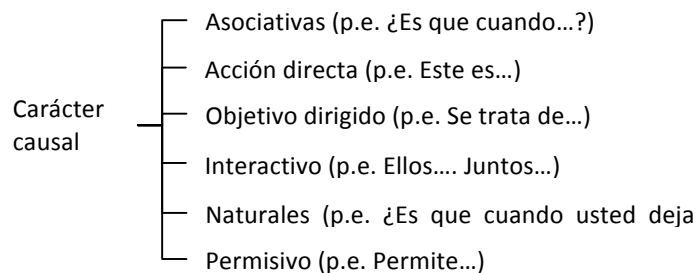 Carácter
causal
Asociativas (p.e. ¿Es que cuando…?)
Acción directa (p.e. Este es…)
Objetivo dirigido (p.e. Se trata de…)
Interactivo (p.e. Ellos…. Juntos…)
Naturales (p.e. ¿Es que cuando usted deja
Permisivo (p.e. Permite…)